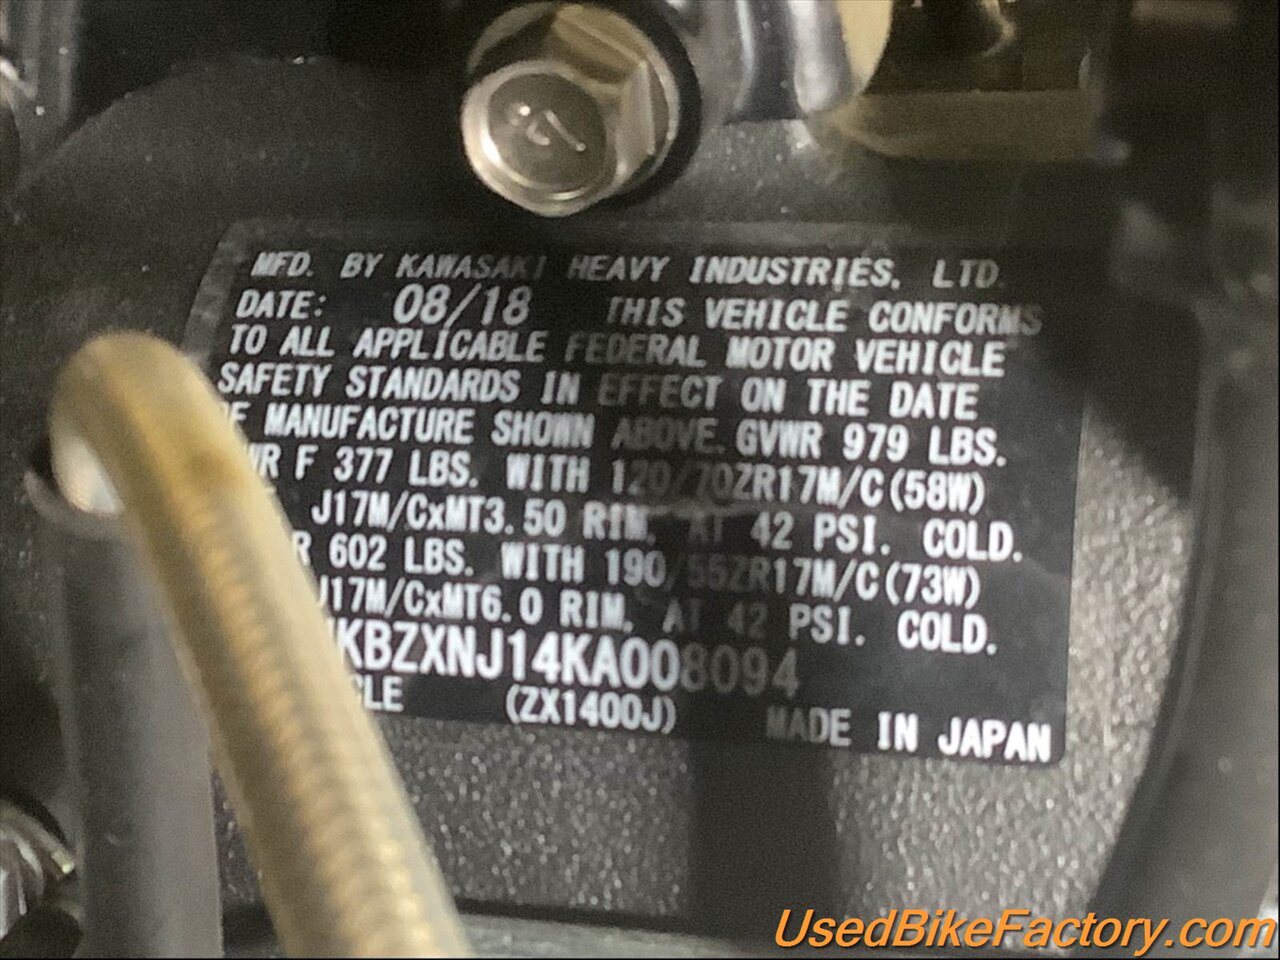 MFD. BY KAWASAKI HEAVY INDUSTRIES, LTD.
DATE: 08/18 THIS VEHICLE CONFORMS
TO ALL APPLICABLE FEDERAL MOTOR VEHICLE
SAFETY STANDARDS IN EFFECT ON THE DATE
OF MANUFACTURE SHOWN ABOVE. GVWR 979 LBS.
F 377 LBS. WITH 120/70ZR17M/C(58W)
J17M/CxMT3.50 RIM, AT 42 PSI. COLD.
R 602 LBS. WITH 190/55ZR17M/C(73W)
J17M/CxMT6.0 RIM, AT 42 PSI. COLD.
KBZXNJ14KA008094
CLE (ZX1400J) MADE IN JAPAN
UsedBikeFactory.com